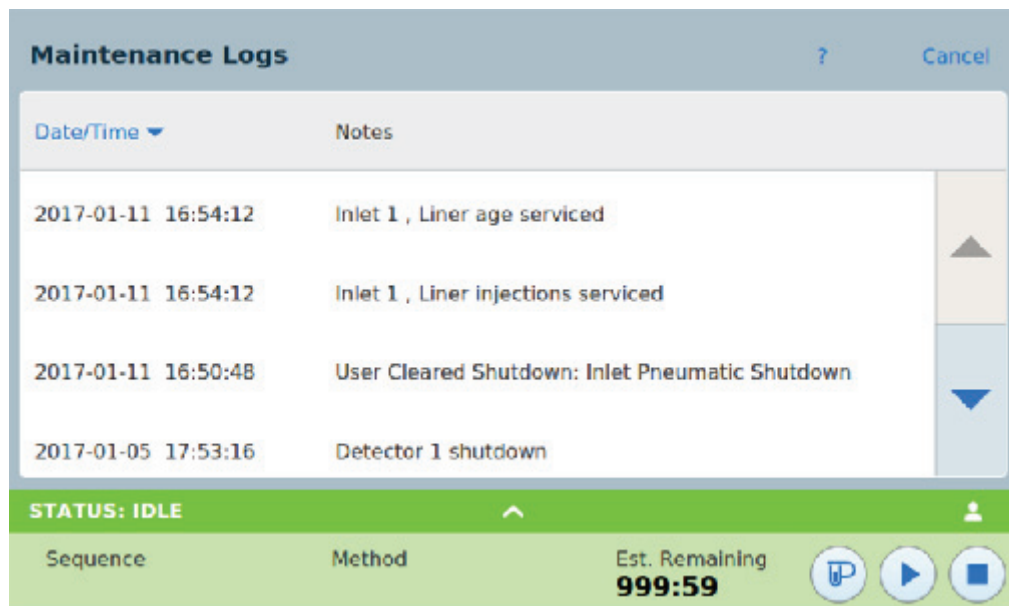 Maintenance Logs ? Cancel
Date/Time Notes
2017-01-11 16:54:12 Inlet 1 , Liner age serviced
2017-01-11 16:54:12 Inlet 1 , Liner injections serviced
2017-01-11 16:50:48 User Cleared Shutdown: Inlet Pneumatic Shutdown
2017-01-05 17:53:16 Detector 1 shutdown
STATUS: IDLE
Sequence Method Est. Remaining
999:59